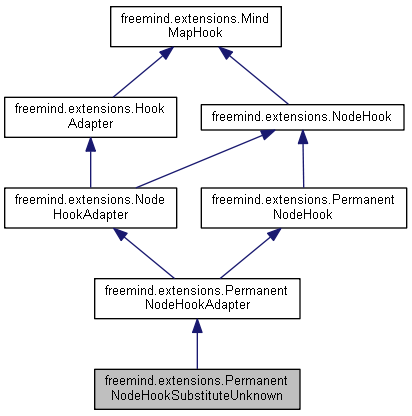 freemind.extensions.Mind
MapHook
freemind.extensions.Hook
Adapter
freemind.extensions.NodeHook
freemind.extensions.Node
HookAdapter
freemind.extensions.Permanent
NodeHook
freemind.extensions.Permanent
NodeHookAdapter
freemind.extensions.Permanent
NodeHookSubstituteUnknown